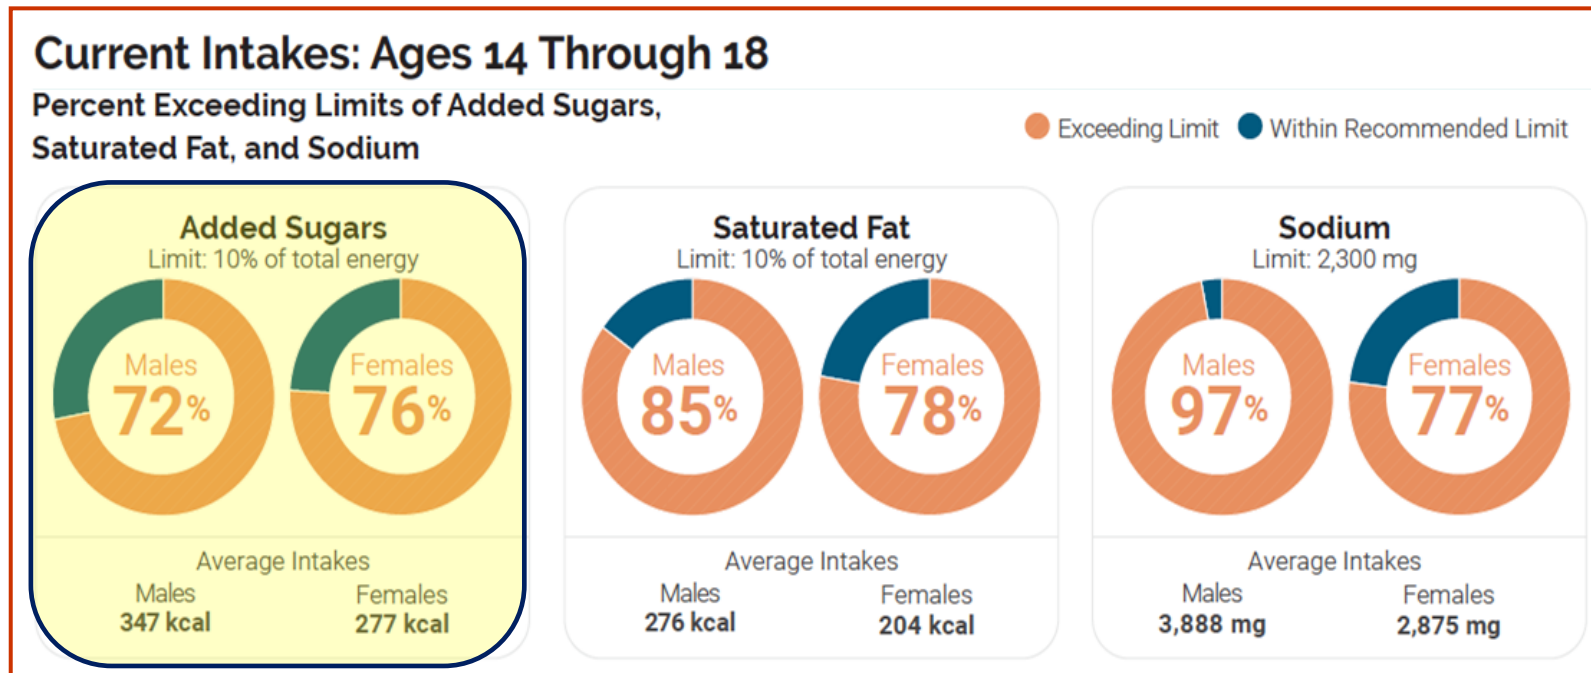 Current Intakes: Ages 14 Through 18
Percent Exceeding Limits of Added Sugars,
Saturated Fat, and Sodium
Exceeding Limit
Within Recommended Limit
Added Sugars
Limit: 10% of total energy
Males
72%
Females
76%
Average Intakes
Males
347 kcal
Females
277 kcal
Saturated Fat
Limit: 10% of total energy
Males
85%
Females
78%
Average Intakes
Males
276 kcal
Females
204 kcal
Sodium
Limit: 2,300 mg
Males
97%
Females
77%
Average Intakes
Males
3,888 mg
Females
2,875 mg